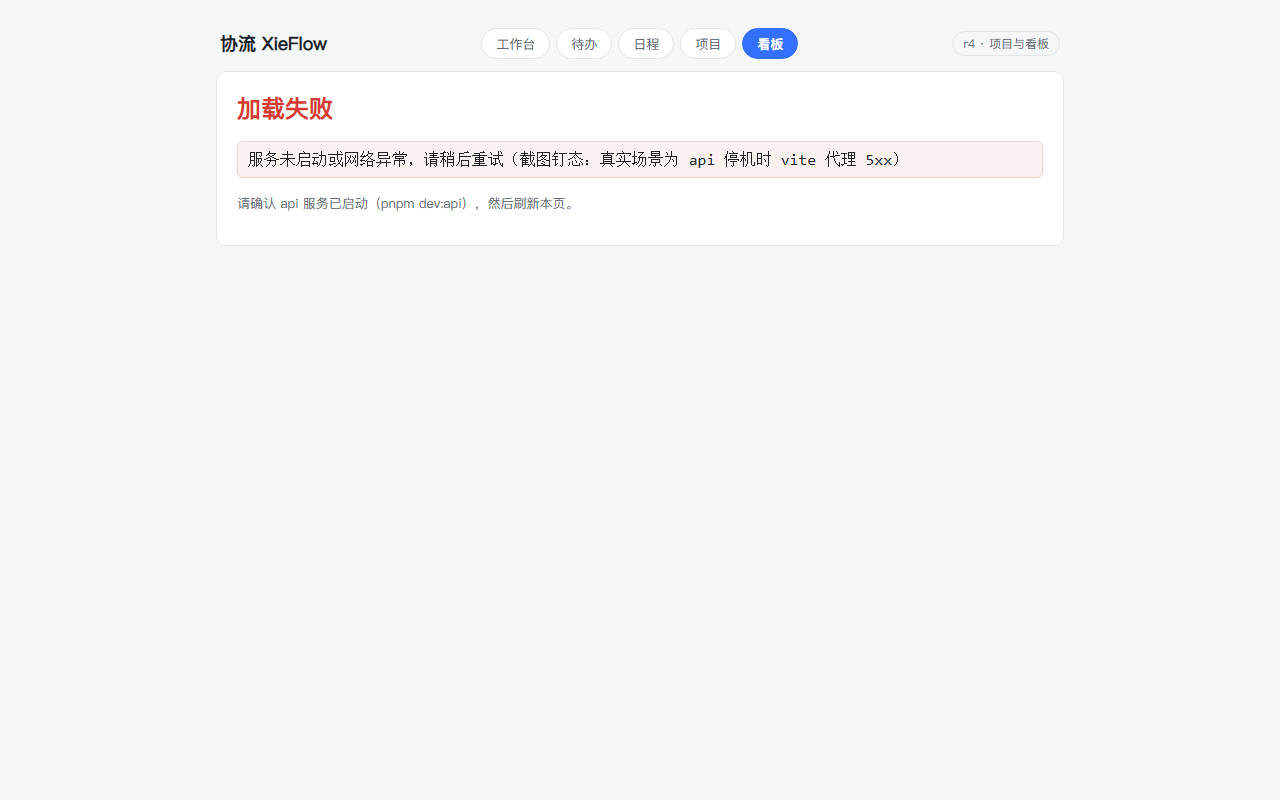 协流 XieFlow
工作台
待办
日程
项目
看板
r4 · 项目与看板
加载失败
服务未启动或网络异常，请稍后重试（截图钉态：真实场景为 api 停机时 vite 代理 5xx）
请确认 api 服务已启动（pnpm dev:api），然后刷新本页。